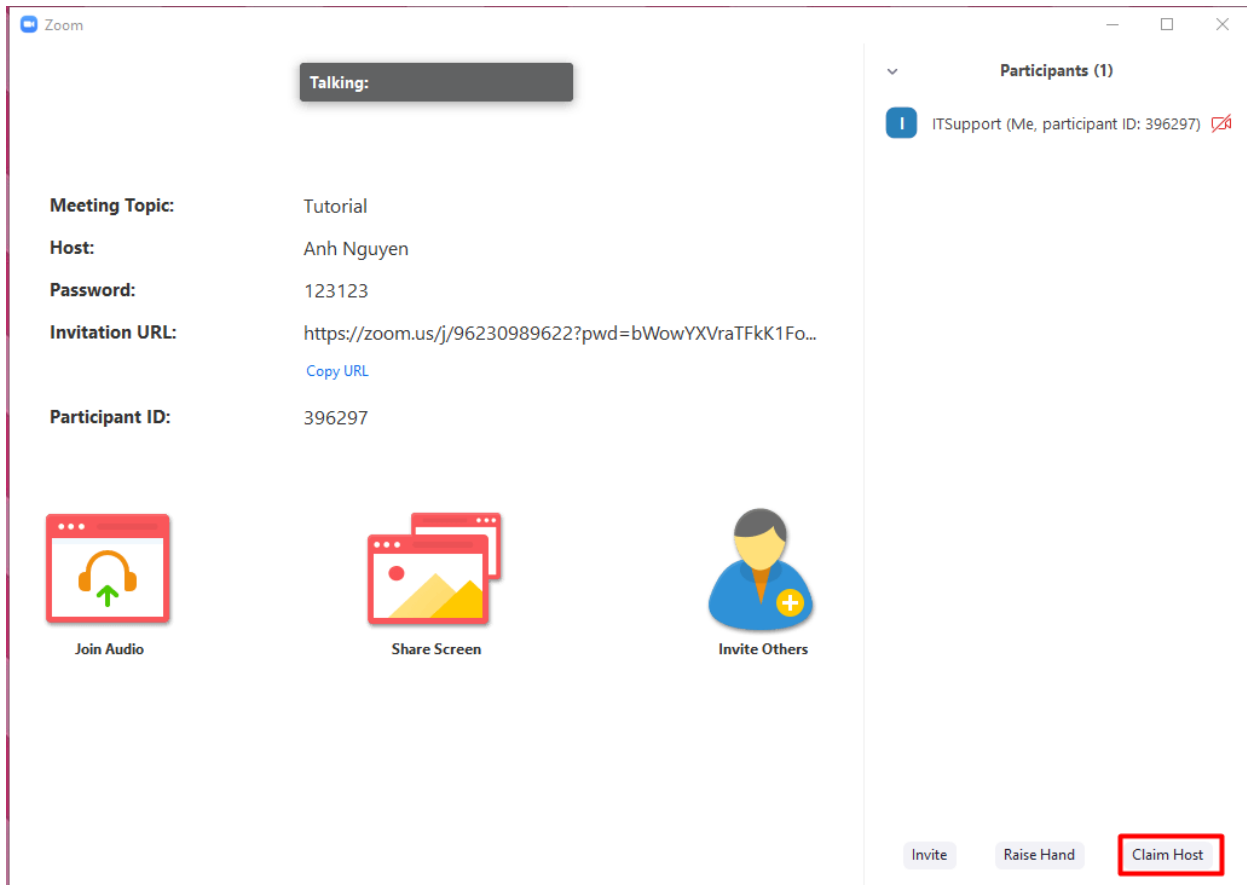 Zoom
Talking:
Meeting Topic: Tutorial
Host: Anh Nguyen
Password: 123123
Invitation URL: https://zoom.us/j/96230989622?pwd=bWowYXVraTFkK1Fo...
Copy URL
Participant ID: 396297
Join Audio
Share Screen
Invite Others
Participants (1)
I ITSupport (Me, participant ID: 396297)
Invite Raise Hand Claim Host